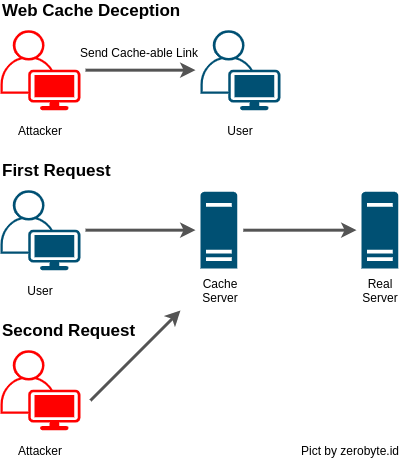 Web Cache Deception
Send Cache-able Link
Attacker
User
First Request
User
Cache
Server
Real
Server
Second Request
Attacker
Pict by zerobyte.id